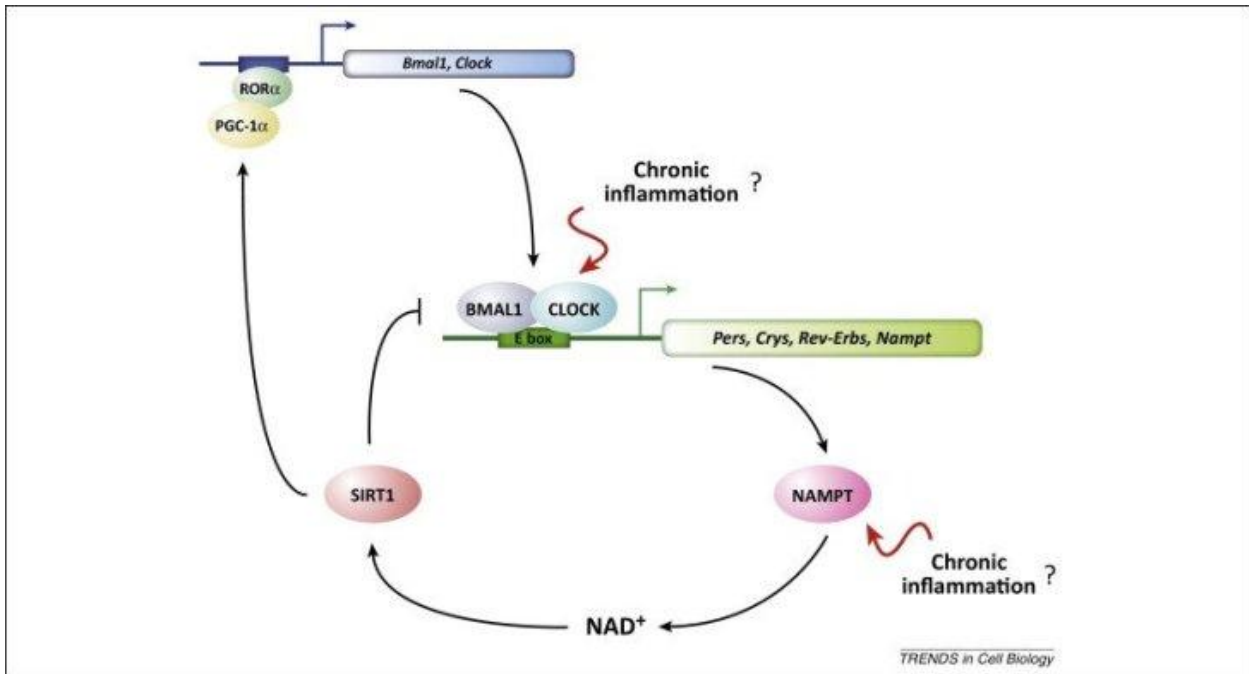 Bmal1, Clock
RORα
PGC-1α
Chronic
inflammation ?
BMAL1
CLOCK
E box
Pers, Crys, Rev-Erbs, Nampt
SIRT1
NAMPT
Chronic
inflammation ?
NAD⁺
TRENDS in Cell Biology